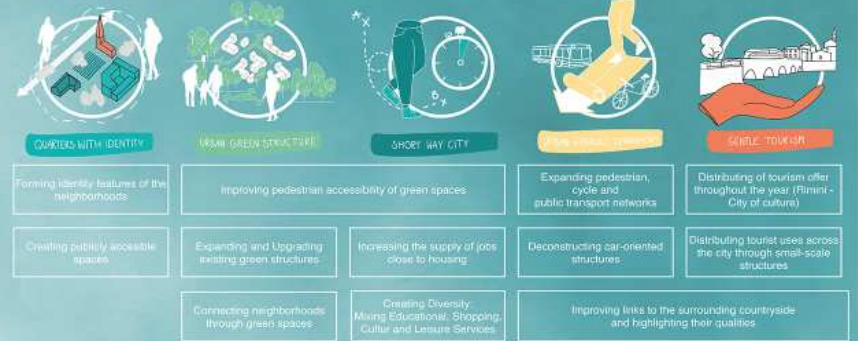 A
B
QUARTERS WITH IDENTITY
URBAN GREEN STRUCTURE
SHORT WAY CITY
GENTLE TOURISM
Forming identity features of the
neighborhoods
Improving pedestrian accessibility of green spaces
Expanding pedestrian,
cycle and
public transport networks
Distributing of tourism offer
throughout the year (Rimini -
City of culture)
Creating publicly accesible
spaces
Expanding and Upgrading
existing green structures
Increasing the supply of jobs
close to housing
Deconstructing car-oriented
structures
Distributing tourist uses across
the city through small-scale
structures
Connecting neighborhoods
through green spaces
Creating Diversity:
Mixing Educational, Shopping,
Cultur and Leisure Services
Improving links to the surrounding countryside
and highlighting their qualities